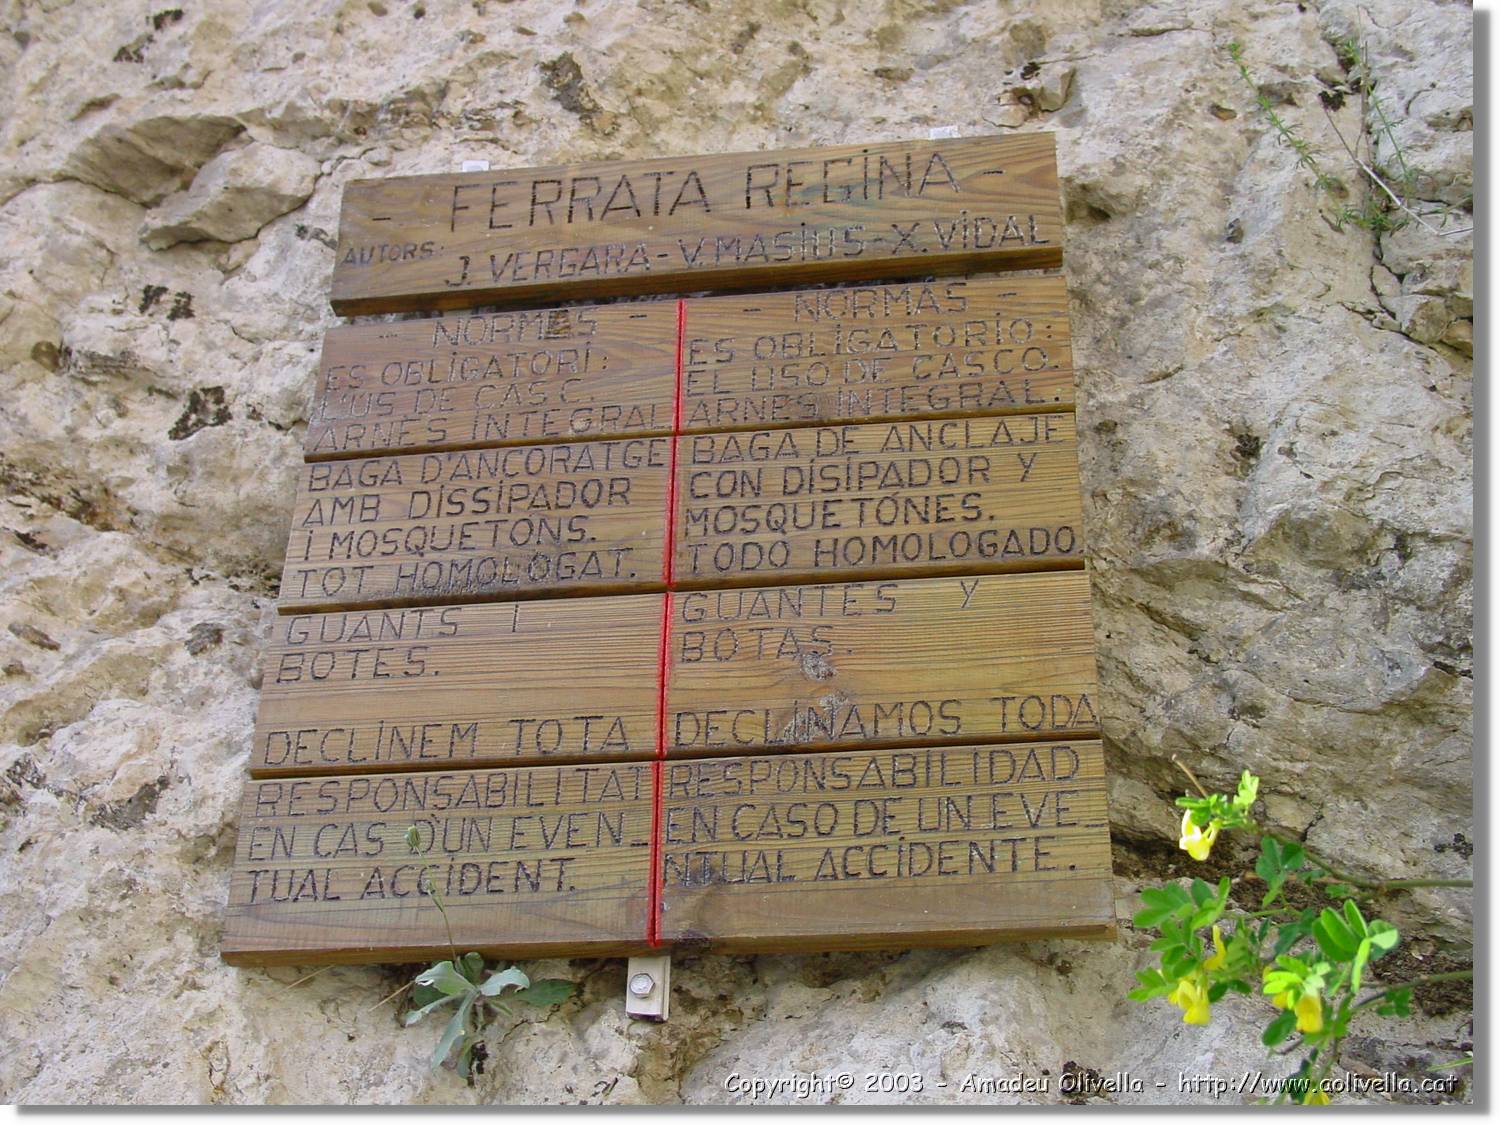 - FERRATA REGINA -
AUTORS: J. VERGARA - V. MASIUS - X. VIDAL
- NORMES -
ES OBLIGATORI:
L'US DE CASC.
ARNES INTEGRAL
BAGA D'ANCORATGE
AMB DISSIPADOR
I MOSQUETONS.
TOT HOMOLOGAT.
GUANTS I
BOTES.
DECLINEM TOTA
RESPONSABILITAT
EN CAS D'UN EVEN_
TUAL ACCIDENT.
- NORMAS -
ES OBLIGATORIO:
EL USO DE CASCO.
ARNES INTEGRAL.
BAGA DE ANCLAJE
CON DISIPADOR Y
MOSQUETÓNES.
TODO HOMOLOGADO.
GUANTES Y
BOTAS.
DECLINAMOS TODA
RESPONSABILIDAD
EN CASO DE UN EVE_
NTUAL ACCIDENTE.
Copyright© 2003 - Amadeu Olivella - http://www.aolivella.cat